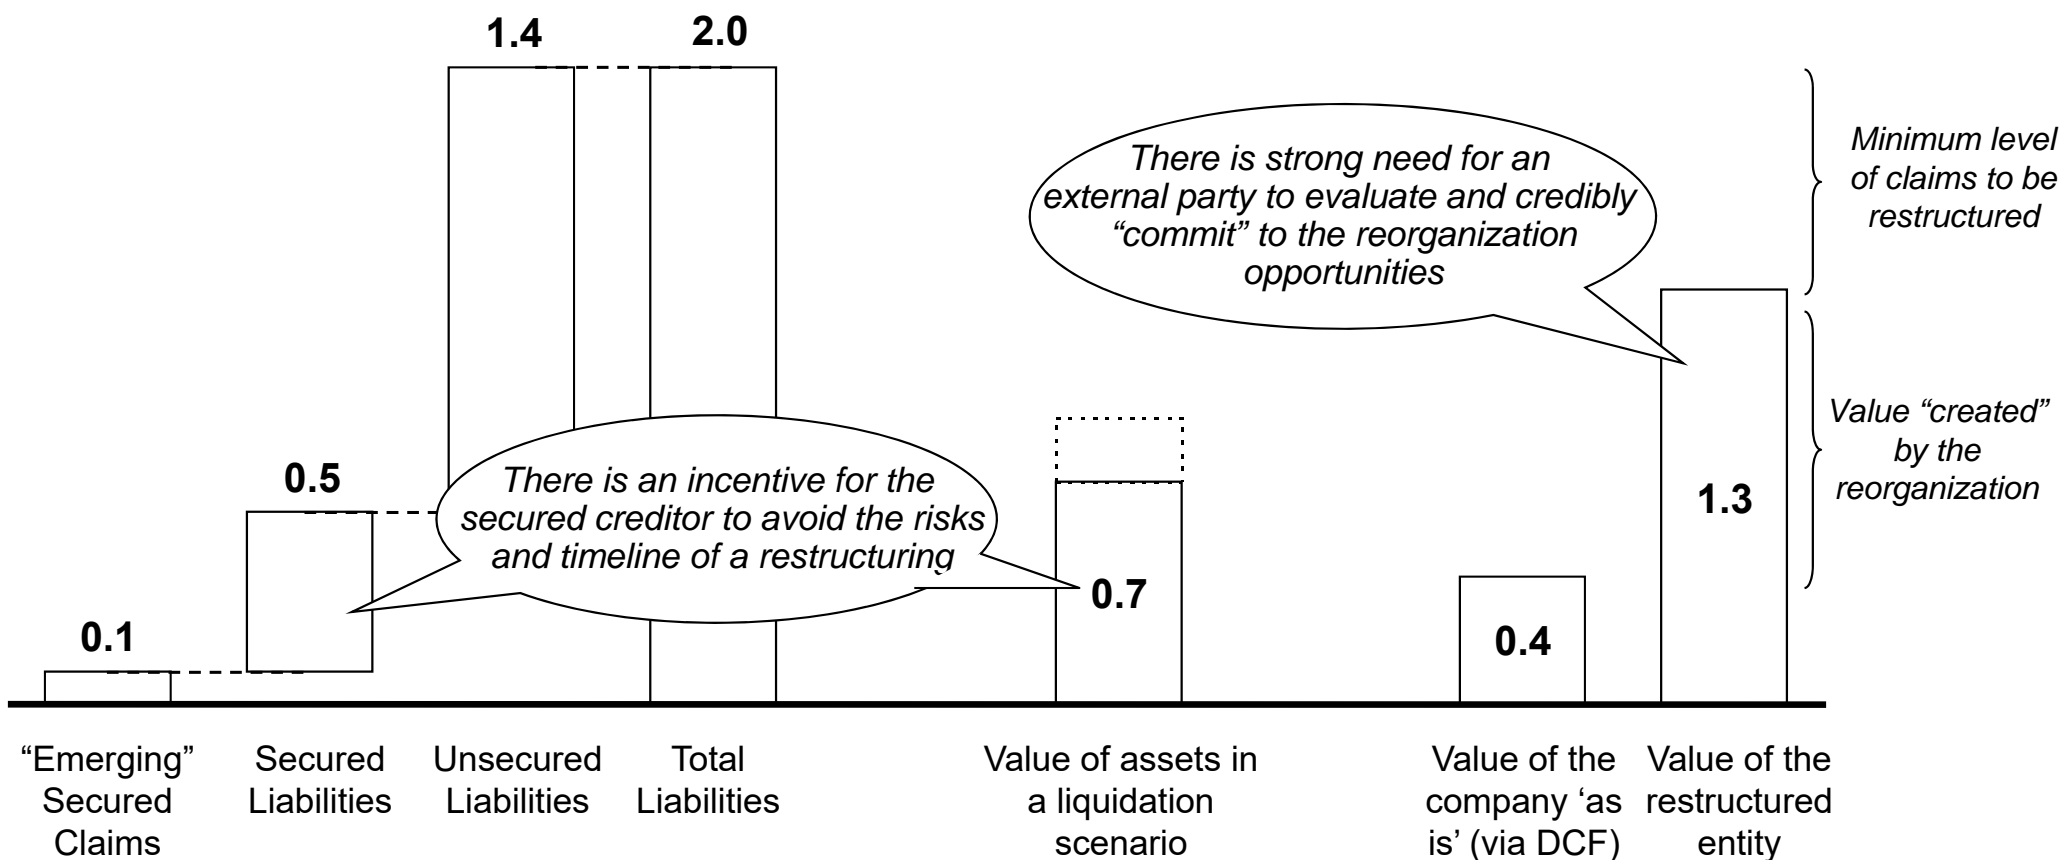 1.4
2.0
There is strong need for an
external party to evaluate and credibly
“commit” to the reorganization
opportunities
Minimum level
of claims to be
restructured
0.5
There is an incentive for the
secured creditor to avoid the risks
and timeline of a restructuring
Value “created”
by the
reorganization
0.1
0.7
0.4
1.3
“Emerging”
Secured
Claims
Secured
Liabilities
Unsecured
Liabilities
Total
Liabilities
Value of assets in
a liquidation
scenario
Value of the
company ‘as
is’ (via DCF)
Value of the
restructured
entity